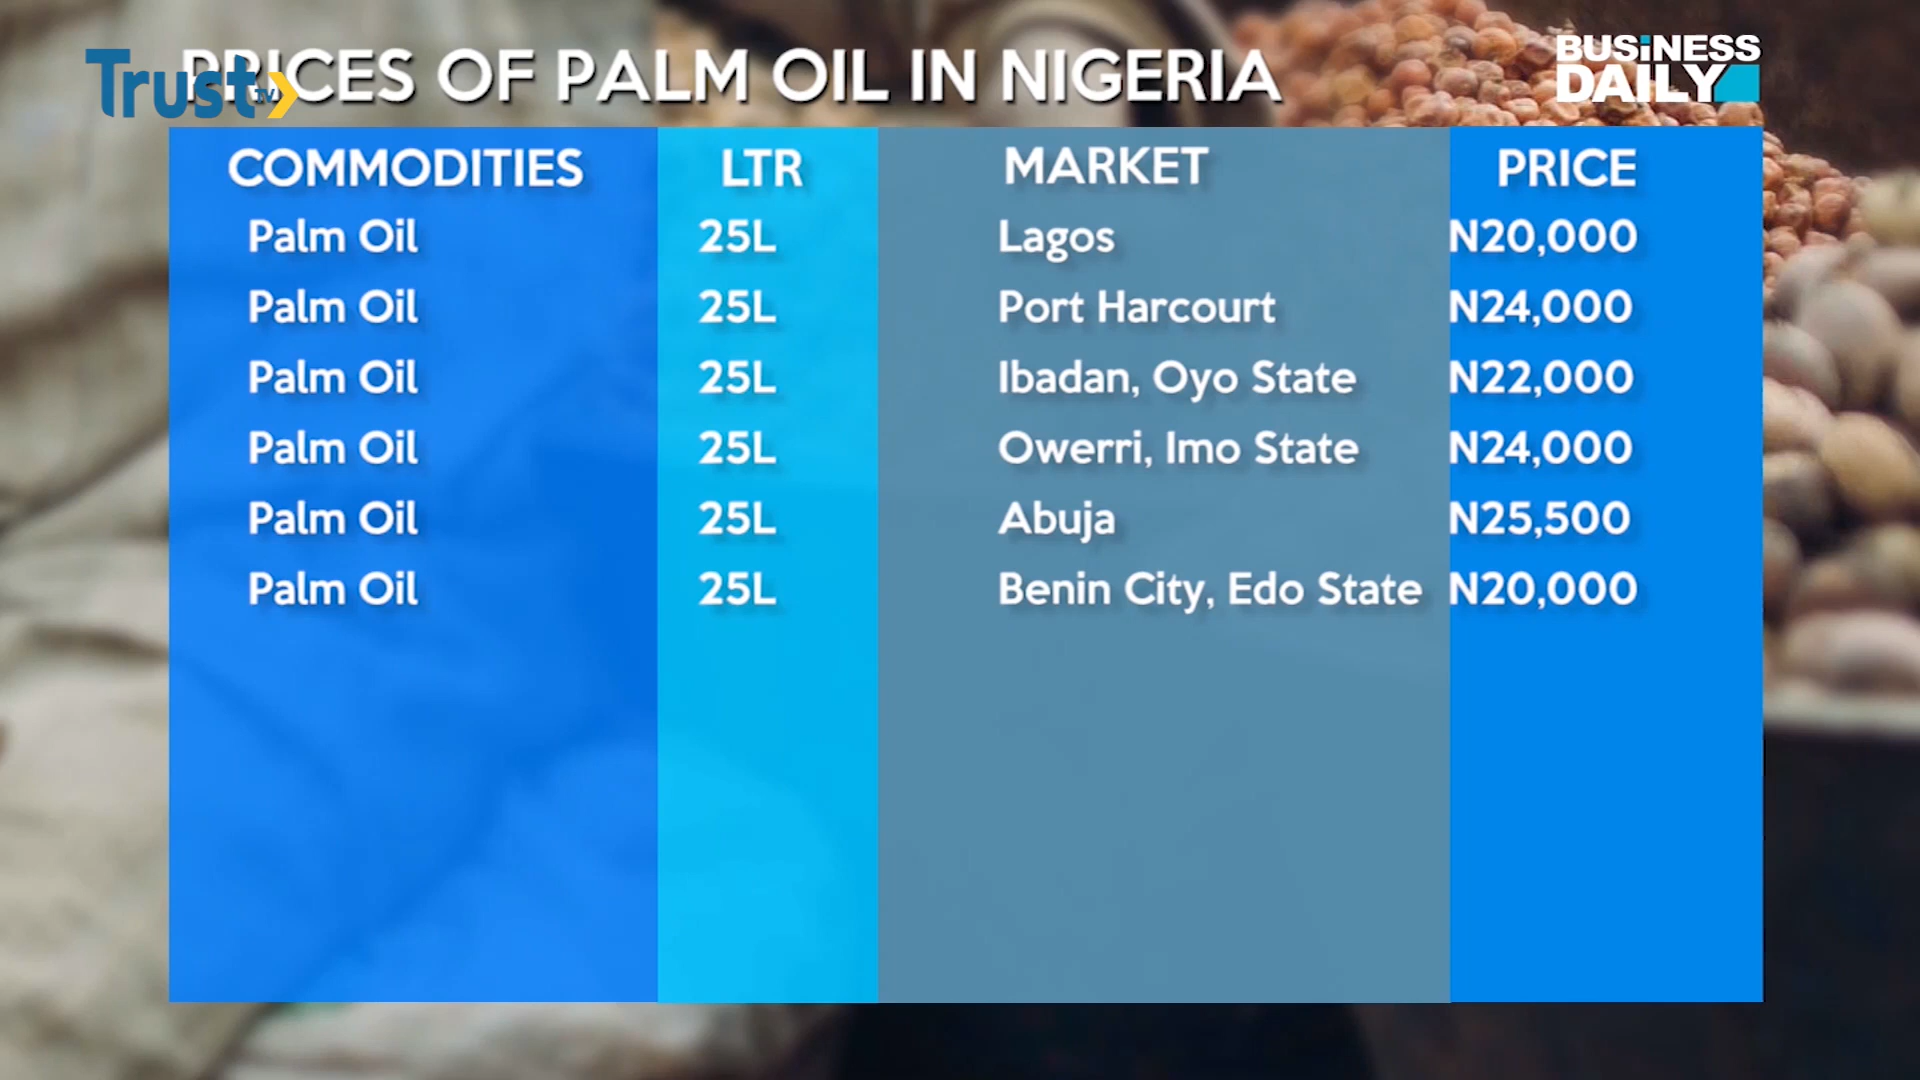 Trust TV
PRICES OF PALM OIL IN NIGERIA
BUSiNESS
DAILY
COMMODITIES LTR MARKET PRICE
Palm Oil 25L Lagos N20,000
Palm Oil 25L Port Harcourt N24,000
Palm Oil 25L Ibadan, Oyo State N22,000
Palm Oil 25L Owerri, Imo State N24,000
Palm Oil 25L Abuja N25,500
Palm Oil 25L Benin City, Edo State N20,000